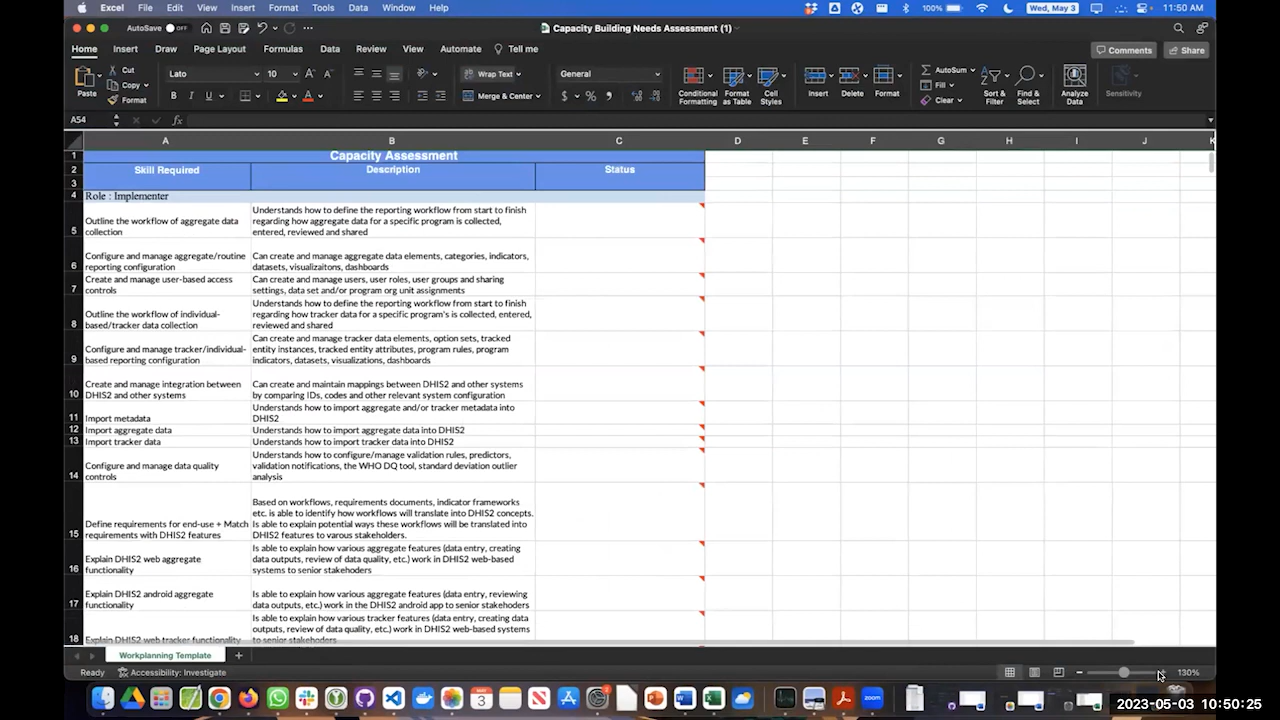 Excel File Edit View Insert Format Tools Data Window Help 100% Wed, May 3 11:50 AM
AutoSave OFF Capacity Building Needs Assessment (1)
Home Insert Draw Page Layout Formulas Data Review View Automate Tell me Comments Share
Paste Cut Copy Format Lato 10 Wrap Text Merge & Center General Conditional Formatting Format as Table Cell Styles Insert Delete Format AutoSum Fill Clear Sort & Filter Find & Select Analyze Data Sensitivity
A54 fx
A B C D E F G H I J K
1 Capacity Assessment
2 Skill Required Description Status
3
4 Role : Implementer
5 Outline the workflow of aggregate data
collection
Understands how to define the reporting workflow from start to finish
regarding how aggregate data for a specific program is collected,
entered, reviewed and shared
6 Configure and manage aggregate/routine
reporting configuration
Can create and manage aggregate data elements, categories, indicators,
datasets, visualizaitons, dashboards
7 Create and manage user-based access
controls
Can create and manage users, user roles, user groups and sharing
settings, data set and/or program org unit assignments
8 Outline the workflow of individual-
based/tracker data collection
Understands how to define the reporting workflow from start to finish
regarding how tracker data for a specific program's is collected, entered,
reviewed and shared
9 Configure and manage tracker/individual-
based reporting configuration
Can create and manage tracker data elements, option sets, tracked
entity instances, tracked entity attributes, program rules, program
indicators, datasets, visualizations, dashboards
10 Create and manage integration between
DHIS2 and other systems
Can create and maintain mappings between DHIS2 and other systems
by comparing IDs, codes and other relevant system configuration
11 Import metadata
Understands how to import aggregate and/or tracker metadata into
DHIS2
12 Import aggregate data Understands how to import aggregate data into DHIS2
13 Import tracker data Understands how to import tracker data into DHIS2
14 Configure and manage data quality
controls
Understands how to configure/manage validation rules, predictors,
validation notifications, the WHO DQ tool, standard deviation outlier
analysis
15 Define requirements for end-use + Match
requirements with DHIS2 features
Based on workflows, requirements documents, indicator frameworks
etc. is able to identify how workflows will translate into DHIS2 concepts.
Is able to explain potential ways these workflows will be translated into
DHIS2 features to varous stakeholders.
16 Explain DHIS2 web aggregate
functionality
Is able to explain how various aggregate features (data entry, creating
data outputs, review of data quality, etc.) work in DHIS2 web-based
systems to senior stakehoders
17 Explain DHIS2 android aggregate
functionality
Is able to explain how various aggregate features (data entry, reviewing
data outputs, etc.) work in the DHIS2 android app to senior stakehoders
18 Explain DHIS2 web tracker functionality
Is able to explain how various tracker features (data entry, creating data
outputs, review of data quality, etc.) work in DHIS2 web-based systems
to senior stakehoders
Workplanning Template +
Ready Accessibility: Investigate 130%
MAY 3 zoom
2023-05-03 10:50:25